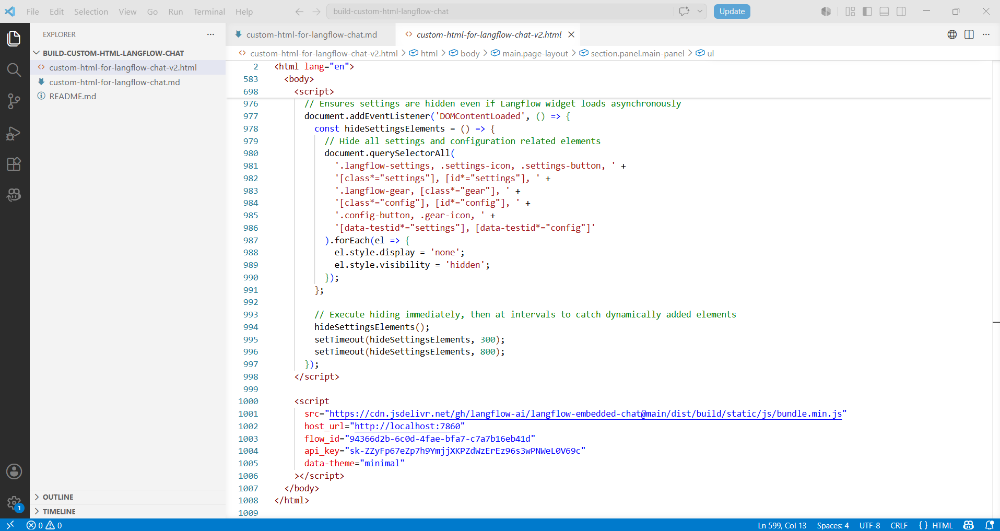 File Edit Selection View Go Run Terminal Help
build-custom-html-langflow-chat
Update
EXPLORER
BUILD-CUSTOM-HTML-LANGFLOW-CHAT
custom-html-for-langflow-chat-v2.html
custom-html-for-langflow-chat.md
README.md
OUTLINE
TIMELINE
custom-html-for-langflow-chat.md
custom-html-for-langflow-chat-v2.html
custom-html-for-langflow-chat-v2.html > html > body > main.page-layout > section.panel.main-panel > ul
2 <html lang="en">
583 <body>
698 <script>
976 // Ensures settings are hidden even if Langflow widget loads asynchronously
977 document.addEventListener('DOMContentLoaded', () => {
978 const hideSettingsElements = () => {
979 // Hide all settings and configuration related elements
980 document.querySelectorAll(
981 '.langflow-settings, .settings-icon, .settings-button, ' +
982 '[class*="settings"], [id*="settings"], ' +
983 '.langflow-gear, [class*="gear"], ' +
984 '[class*="config"], [id*="config"], ' +
985 '.config-button, .gear-icon, ' +
986 '[data-testid*="settings"], [data-testid*="config"]'
987 ).forEach(el => {
988 el.style.display = 'none';
989 el.style.visibility = 'hidden';
990 });
991 };
992
993 // Execute hiding immediately, then at intervals to catch dynamically added elements
994 hideSettingsElements();
995 setTimeout(hideSettingsElements, 300);
996 setTimeout(hideSettingsElements, 800);
997 });
998 </script>
999
1000 <script
1001 src="https://cdn.jsdelivr.net/gh/langflow-ai/langflow-embedded-chat@main/dist/build/static/js/bundle.min.js"
1002 host_url="http://localhost:7860"
1003 flow_id="94366d2b-6c0d-4fae-bfa7-c7a7b16eb41d"
1004 api_key="sk-ZZyFp67eZp7h9YmjjXKPZdWzErEz96s3wPNWeL0V69c"
1005 data-theme="minimal"
1006 ></script>
1007 </body>
1008 </html>
1009
1
0 0
Ln 599, Col 13 Spaces: 4 UTF-8 CRLF { } HTML